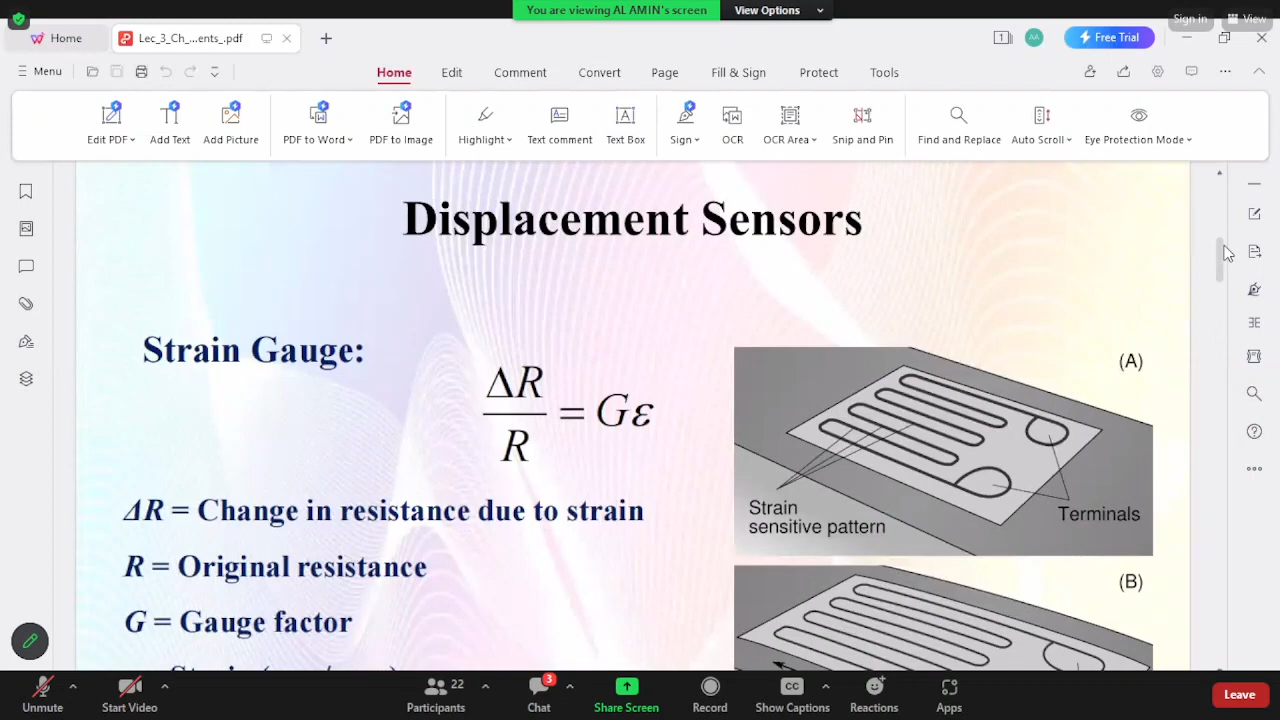 You are viewing AL AMIN's screen
View Options
Sign in
View
Home
Lec_3_Ch_...ents_.pdf
1
AA
Free Trial
Menu
Home
Edit
Comment
Convert
Page
Fill & Sign
Protect
Tools
Edit PDF
Add Text
Add Picture
PDF to Word
PDF to Image
Highlight
Text comment
Text Box
Sign
OCR
OCR Area
Snip and Pin
Find and Replace
Auto Scroll
Eye Protection Mode
Displacement Sensors
Strain Gauge:
ΔR
R
= Gε
ΔR = Change in resistance due to strain
R = Original resistance
G = Gauge factor
(A)
Strain
sensitive pattern
Terminals
(B)
Unmute
Start Video
Participants
22
Chat
3
Share Screen
Record
CC
Show Captions
Reactions
Apps
Leave